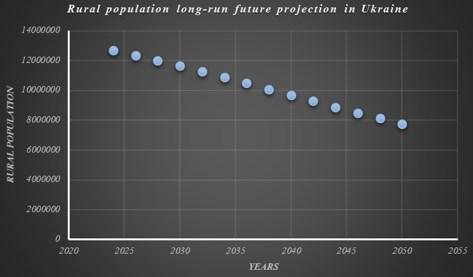 Rural population long-run future projection in Ukraine
14000000
12000000
10000000
8000000
6000000
4000000
2000000
0
RURAL POPULATION
2020 2025 2030 2035 2040 2045 2050 2055
YEARS